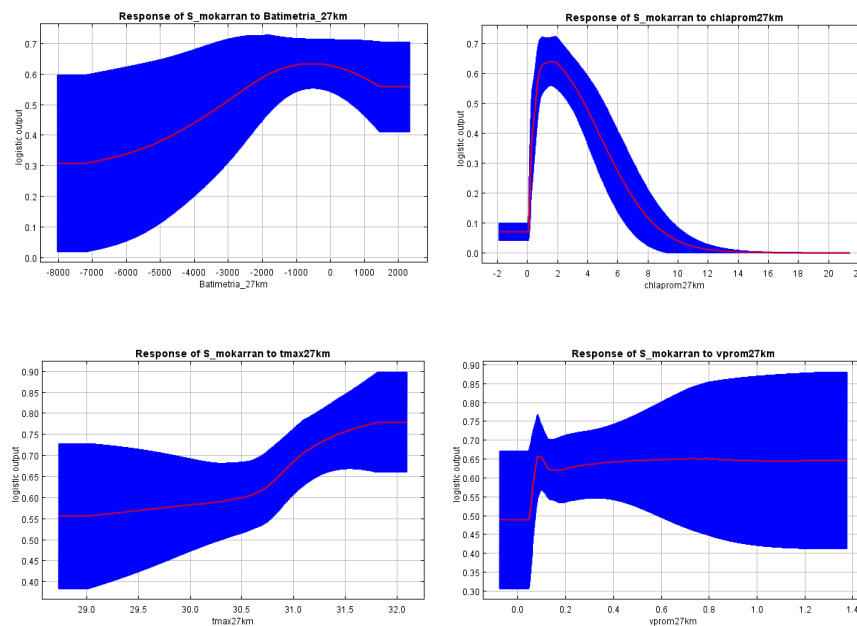 Response of S_mokarran to Batimetria_27km
logistic output
0.7
0.6
0.5
0.4
0.3
0.2
0.1
0.0
-8000 -7000 -6000 -5000 -4000 -3000 -2000 -1000 0 1000 2000
Batimetria_27km
Response of S_mokarran to chlaprom27km
logistic output
0.7
0.6
0.5
0.4
0.3
0.2
0.1
0.0
-2 0 2 4 6 8 10 12 14 16 18 20 2
chlaprom27km
Response of S_mokarran to tmax27km
logistic output
0.90
0.85
0.80
0.75
0.70
0.65
0.60
0.55
0.50
0.45
0.40
29.0 29.5 30.0 30.5 31.0 31.5 32.0
tmax27km
Response of S_mokarran to vprom27km
logistic output
0.90
0.85
0.80
0.75
0.70
0.65
0.60
0.55
0.50
0.45
0.40
0.35
0.30
0.0 0.2 0.4 0.6 0.8 1.0 1.2 1.4
vprom27km